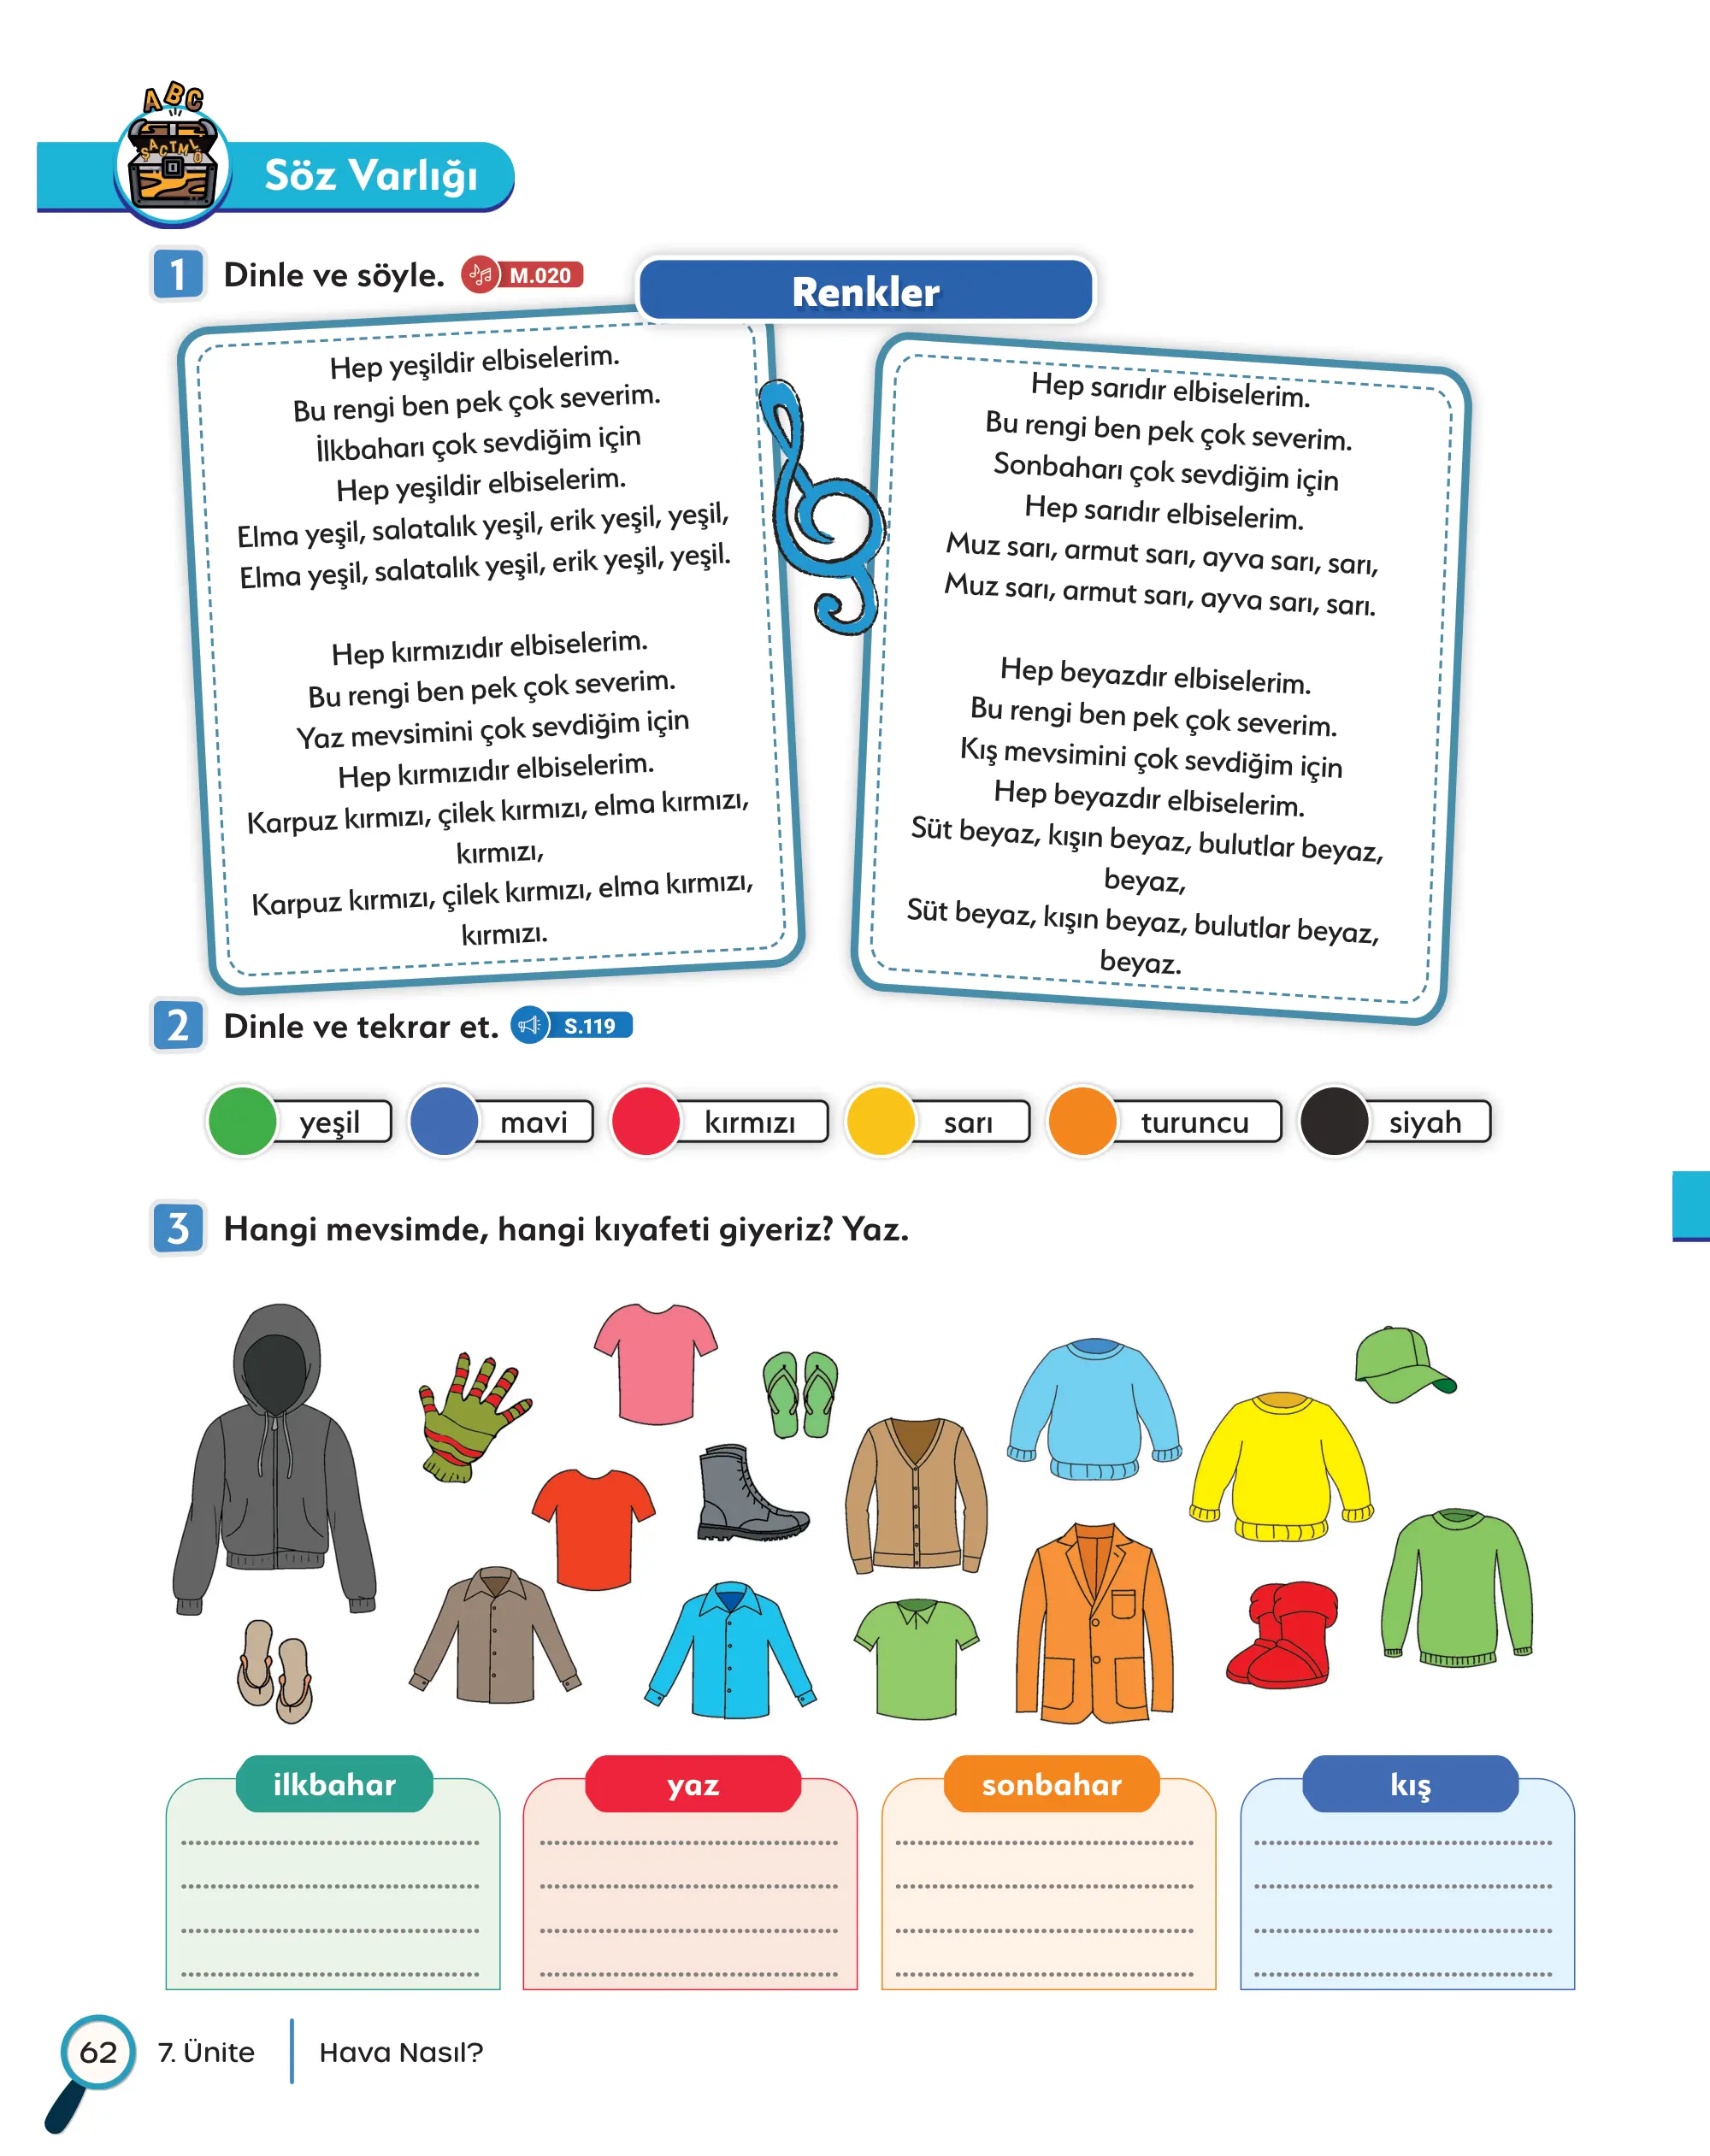 A B C
Ş A C T M L Ö
Söz Varlığı
1 Dinle ve söyle. M.020
Renkler
Hep yeşildir elbiselerim.
Bu rengi ben pek çok severim.
İlkbaharı çok sevdiğim için
Hep yeşildir elbiselerim.
Elma yeşil, salatalık yeşil, erik yeşil, yeşil,
Elma yeşil, salatalık yeşil, erik yeşil, yeşil.
Hep kırmızıdır elbiselerim.
Bu rengi ben pek çok severim.
Yaz mevsimini çok sevdiğim için
Hep kırmızıdır elbiselerim.
Karpuz kırmızı, çilek kırmızı, elma kırmızı,
kırmızı,
Karpuz kırmızı, çilek kırmızı, elma kırmızı,
kırmızı.
Hep sarıdır elbiselerim.
Bu rengi ben pek çok severim.
Sonbaharı çok sevdiğim için
Hep sarıdır elbiselerim.
Muz sarı, armut sarı, ayva sarı, sarı,
Muz sarı, armut sarı, ayva sarı, sarı.
Hep beyazdır elbiselerim.
Bu rengi ben pek çok severim.
Kış mevsimini çok sevdiğim için
Hep beyazdır elbiselerim.
Süt beyaz, kışın beyaz, bulutlar beyaz,
beyaz,
Süt beyaz, kışın beyaz, bulutlar beyaz,
beyaz.
2 Dinle ve tekrar et. S.119
yeşil mavi kırmızı sarı turuncu siyah
3 Hangi mevsimde, hangi kıyafeti giyeriz? Yaz.
ilkbahar yaz sonbahar kış
62 7. Ünite Hava Nasıl?